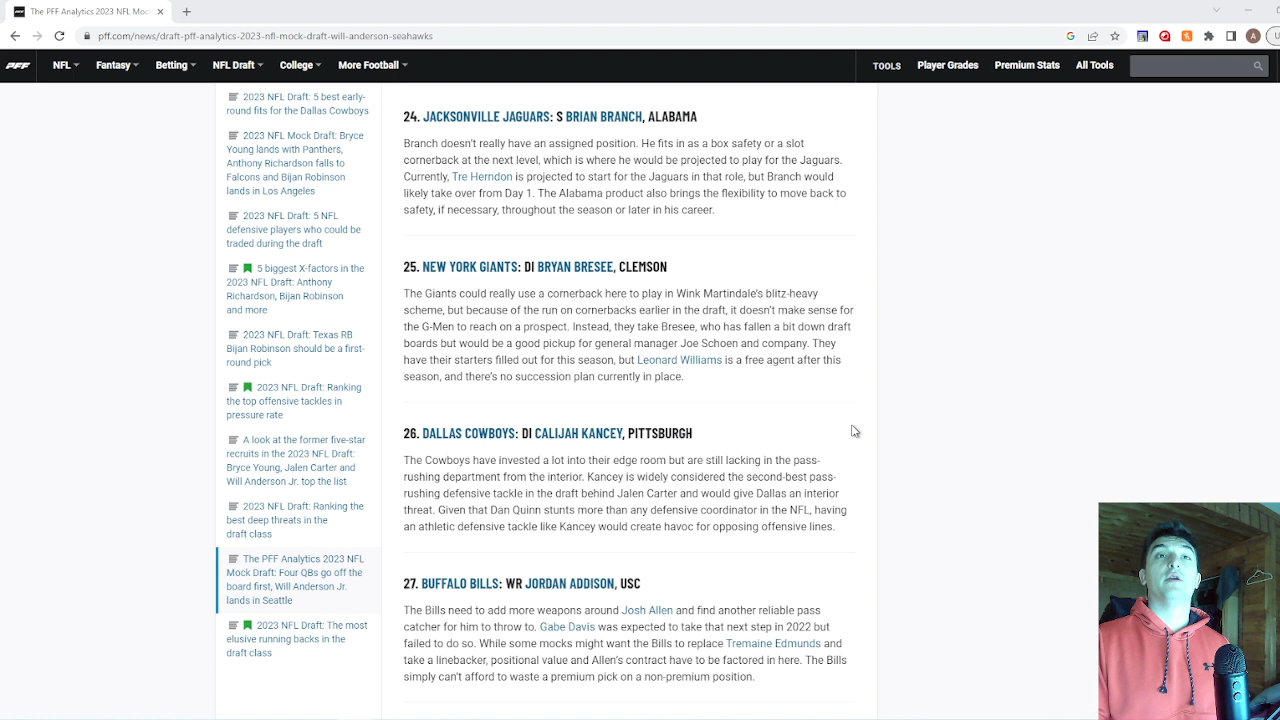 The PFF Analytics 2023 NFL Moc
pff.com/news/draft-pff-analytics-2023-nfl-mock-draft-will-anderson-seahawks
A
PFF
NFL
Fantasy
Betting
NFL Draft
College
More Football
TOOLS
Player Grades
Premium Stats
All Tools
2023 NFL Draft: 5 best early-
round fits for the Dallas Cowboys
2023 NFL Mock Draft: Bryce
Young lands with Panthers,
Anthony Richardson falls to
Falcons and Bijan Robinson
lands in Los Angeles
2023 NFL Draft: 5 NFL
defensive players who could be
traded during the draft
5 biggest X-factors in the
2023 NFL Draft: Anthony
Richardson, Bijan Robinson
and more
2023 NFL Draft: Texas RB
Bijan Robinson should be a first-
round pick
2023 NFL Draft: Ranking
the top offensive tackles in
pressure rate
A look at the former five-star
recruits in the 2023 NFL Draft:
Bryce Young, Jalen Carter and
Will Anderson Jr. top the list
2023 NFL Draft: Ranking the
best deep threats in the
draft class
The PFF Analytics 2023 NFL
Mock Draft: Four QBs go off the
board first, Will Anderson Jr.
lands in Seattle
2023 NFL Draft: The most
elusive running backs in the
draft class
24. JACKSONVILLE JAGUARS: S BRIAN BRANCH, ALABAMA
Branch doesn't really have an assigned position. He fits in as a box safety or a slot
cornerback at the next level, which is where he would be projected to play for the Jaguars.
Currently, Tre Herndon is projected to start for the Jaguars in that role, but Branch would
likely take over from Day 1. The Alabama product also brings the flexibility to move back to
safety, if necessary, throughout the season or later in his career.
25. NEW YORK GIANTS: DI BRYAN BRESEE, CLEMSON
The Giants could really use a cornerback here to play in Wink Martindale's blitz-heavy
scheme, but because of the run on cornerbacks earlier in the draft, it doesn't make sense for
the G-Men to reach on a prospect. Instead, they take Bresee, who has fallen a bit down draft
boards but would be a good pickup for general manager Joe Schoen and company. They
have their starters filled out for this season, but Leonard Williams is a free agent after this
season, and there's no succession plan currently in place.
26. DALLAS COWBOYS: DI CALIJAH KANCEY, PITTSBURGH
The Cowboys have invested a lot into their edge room but are still lacking in the pass-
rushing department from the interior. Kancey is widely considered the second-best pass-
rushing defensive tackle in the draft behind Jalen Carter and would give Dallas an interior
threat. Given that Dan Quinn stunts more than any defensive coordinator in the NFL, having
an athletic defensive tackle like Kancey would create havoc for opposing offensive lines.
27. BUFFALO BILLS: WR JORDAN ADDISON, USC
The Bills need to add more weapons around Josh Allen and find another reliable pass
catcher for him to throw to. Gabe Davis was expected to take that next step in 2022 but
failed to do so. While some mocks might want the Bills to replace Tremaine Edmunds and
take a linebacker, positional value and Allen's contract have to be factored in here. The Bills
simply can't afford to waste a premium pick on a non-premium position.